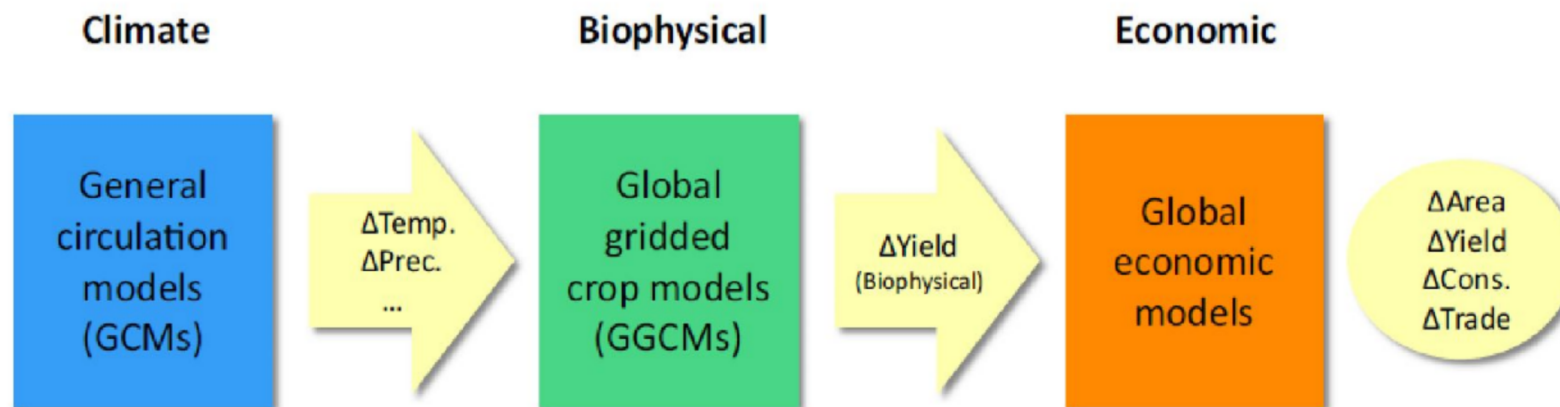 Climate
Biophysical
Economic
General
circulation
models
(GCMs)
ΔTemp.
ΔPrec.
...
Global
gridded
crop models
(GGCMs)
ΔYield
(Biophysical)
Global
economic
models
ΔArea
ΔYield
ΔCons.
ΔTrade